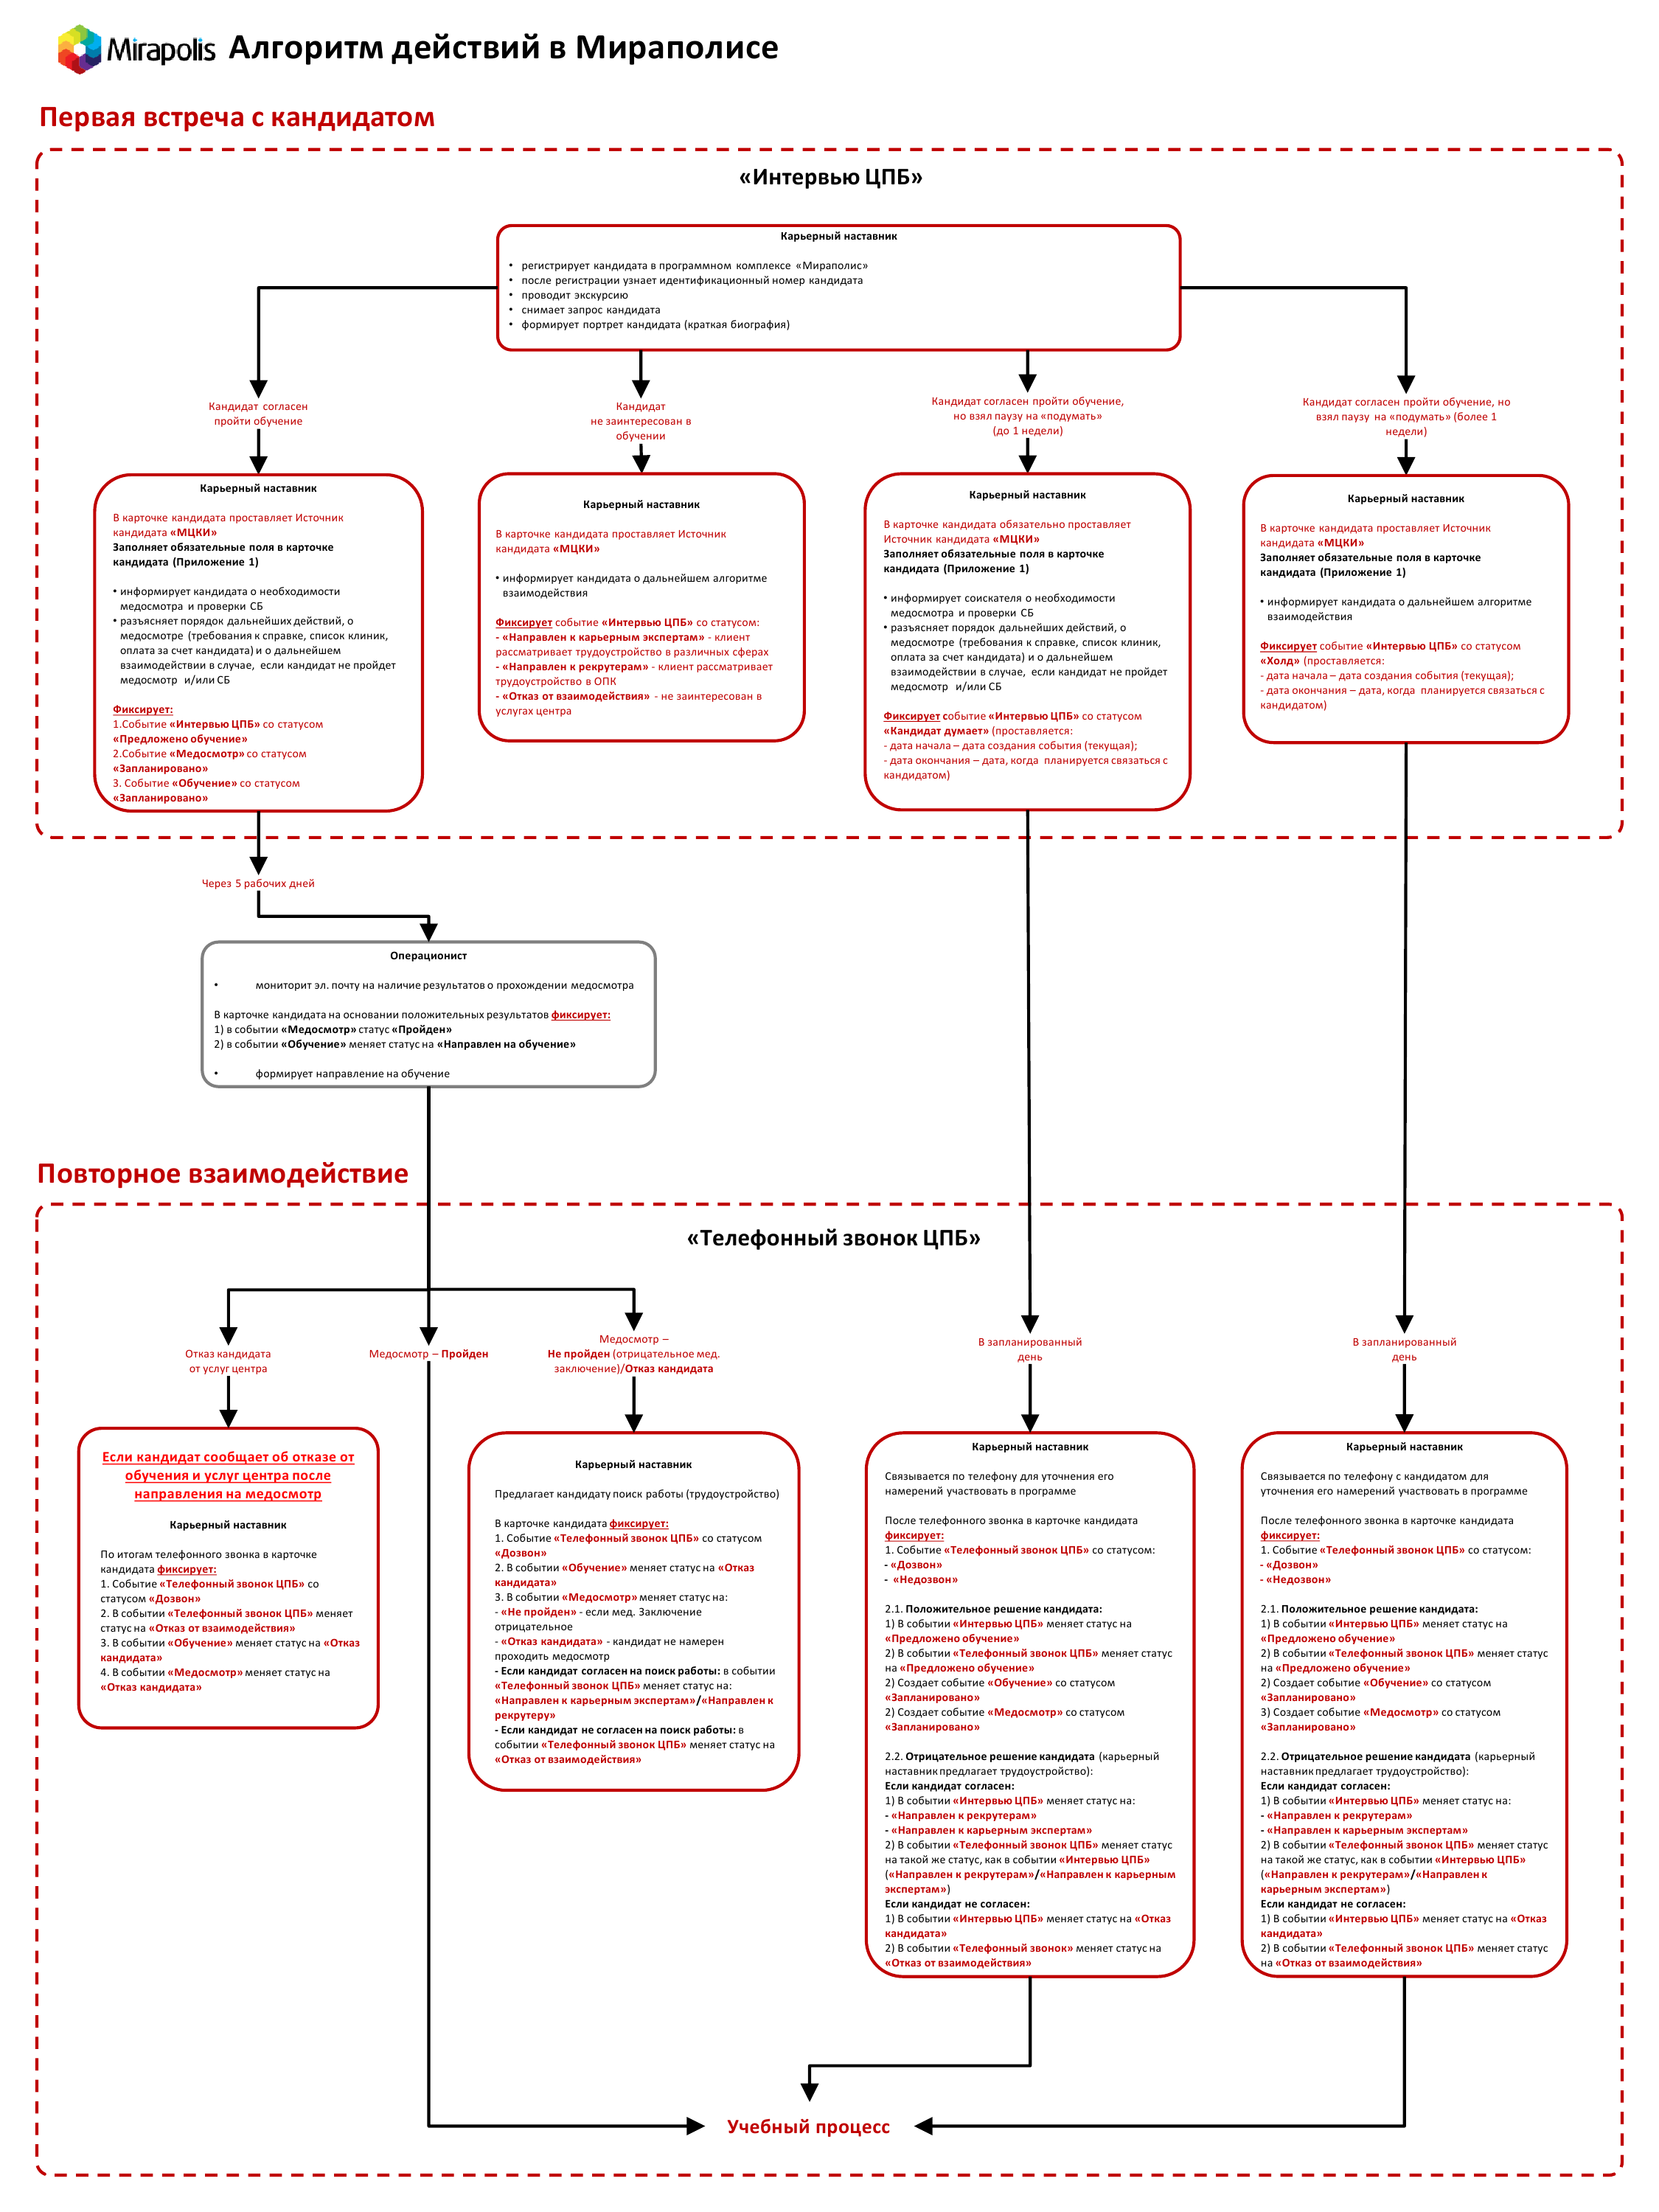 Mirapolis Алгоритм действий в Мираполисе
Первая встреча с кандидатом
«Интервью ЦПБ»
Карьерный наставник
• регистрирует кандидата в программном комплексе «Мираполис»
• после регистрации узнает идентификационный номер кандидата
• проводит экскурсию
• снимает запрос кандидата
• формирует портрет кандидата (краткая биография)
Кандидат согласен
пройти обучение
Кандидат
не заинтересован в
обучении
Кандидат согласен пройти обучение,
но взял паузу на «подумать»
(до 1 недели)
Кандидат согласен пройти обучение, но
взял паузу на «подумать» (более 1
недели)
Карьерный наставник
В карточке кандидата проставляет Источник
кандидата «МЦКИ»
Заполняет обязательные поля в карточке
кандидата (Приложение 1)
• информирует кандидата о необходимости
медосмотра и проверки СБ
• разъясняет порядок дальнейших действий, о
медосмотре (требования к справке, список клиник,
оплата за счет кандидата) и о дальнейшем
взаимодействии в случае, если кандидат не пройдет
медосмотр и/или СБ
Фиксирует:
1.Событие «Интервью ЦПБ» со статусом
«Предложено обучение»
2.Событие «Медосмотр» со статусом
«Запланировано»
3. Событие «Обучение» со статусом
«Запланировано»
Карьерный наставник
В карточке кандидата проставляет Источник
кандидата «МЦКИ»
• информирует кандидата о дальнейшем алгоритме
взаимодействия
Фиксирует событие «Интервью ЦПБ» со статусом:
- «Направлен к карьерным экспертам» - клиент
рассматривает трудоустройство в различных сферах
- «Направлен к рекрутерам» - клиент рассматривает
трудоустройство в ОПК
- «Отказ от взаимодействия» - не заинтересован в
услугах центра
Карьерный наставник
В карточке кандидата обязательно проставляет
Источник кандидата «МЦКИ»
Заполняет обязательные поля в карточке
кандидата (Приложение 1)
• информирует соискателя о необходимости
медосмотра и проверки СБ
• разъясняет порядок дальнейших действий, о
медосмотре (требования к справке, список клиник,
оплата за счет кандидата) и о дальнейшем
взаимодействии в случае, если кандидат не пройдет
медосмотр и/или СБ
Фиксирует событие «Интервью ЦПБ» со статусом
«Кандидат думает» (проставляется:
- дата начала – дата создания события (текущая);
- дата окончания – дата, когда планируется связаться с
кандидатом)
Карьерный наставник
В карточке кандидата проставляет Источник
кандидата «МЦКИ»
Заполняет обязательные поля в карточке
кандидата (Приложение 1)
• информирует кандидата о дальнейшем алгоритме
взаимодействия
Фиксирует событие «Интервью ЦПБ» со статусом
«Холд» (проставляется:
- дата начала – дата создания события (текущая);
- дата окончания – дата, когда планируется связаться с
кандидатом)
Через 5 рабочих дней
Операционист
• мониторит эл. почту на наличие результатов о прохождении медосмотра
В карточке кандидата на основании положительных результатов фиксирует:
1) в событии «Медосмотр» статус «Пройден»
2) в событии «Обучение» меняет статус на «Направлен на обучение»
• формирует направление на обучение
Повторное взаимодействие
«Телефонный звонок ЦПБ»
Отказ кандидата
от услуг центра
Медосмотр – Пройден
Медосмотр –
Не пройден (отрицательное мед.
заключение)/Отказ кандидата
В запланированный
день
В запланированный
день
Если кандидат сообщает об отказе от
обучения и услуг центра после
направления на медосмотр
Карьерный наставник
По итогам телефонного звонка в карточке
кандидата фиксирует:
1. Событие «Телефонный звонок ЦПБ» со
статусом «Дозвон»
2. В событии «Телефонный звонок ЦПБ» меняет
статус на «Отказ от взаимодействия»
3. В событии «Обучение» меняет статус на «Отказ
кандидата»
4. В событии «Медосмотр» меняет статус на
«Отказ кандидата»
Карьерный наставник
Предлагает кандидату поиск работы (трудоустройство)
В карточке кандидата фиксирует:
1. Событие «Телефонный звонок ЦПБ» со статусом
«Дозвон»
2. В событии «Обучение» меняет статус на «Отказ
кандидата»
3. В событии «Медосмотр» меняет статус на:
- «Не пройден» - если мед. Заключение
отрицательное
- «Отказ кандидата» - кандидат не намерен
проходить медосмотр
- Если кандидат согласен на поиск работы: в событии
«Телефонный звонок ЦПБ» меняет статус на:
«Направлен к карьерным экспертам»/«Направлен к
рекрутеру»
- Если кандидат не согласен на поиск работы: в
событии «Телефонный звонок ЦПБ» меняет статус на
«Отказ от взаимодействия»
Карьерный наставник
Связывается по телефону для уточнения его
намерений участвовать в программе
После телефонного звонка в карточке кандидата
фиксирует:
1. Событие «Телефонный звонок ЦПБ» со статусом:
- «Дозвон»
- «Недозвон»
2.1. Положительное решение кандидата:
1) В событии «Интервью ЦПБ» меняет статус на
«Предложено обучение»
2) В событии «Телефонный звонок ЦПБ» меняет статус
на «Предложено обучение»
2) Создает событие «Обучение» со статусом
«Запланировано»
2) Создает событие «Медосмотр» со статусом
«Запланировано»
2.2. Отрицательное решение кандидата (карьерный
наставник предлагает трудоустройство):
Если кандидат согласен:
1) В событии «Интервью ЦПБ» меняет статус на:
- «Направлен к рекрутерам»
- «Направлен к карьерным экспертам»
2) В событии «Телефонный звонок ЦПБ» меняет статус
на такой же статус, как в событии «Интервью ЦПБ»
(«Направлен к рекрутерам»/«Направлен к карьерным
экспертам»)
Если кандидат не согласен:
1) В событии «Интервью ЦПБ» меняет статус на «Отказ
кандидата»
2) В событии «Телефонный звонок» меняет статус на
«Отказ от взаимодействия»
Карьерный наставник
Связывается по телефону с кандидатом для
уточнения его намерений участвовать в программе
После телефонного звонка в карточке кандидата
фиксирует:
1. Событие «Телефонный звонок ЦПБ» со статусом:
- «Дозвон»
- «Недозвон»
2.1. Положительное решение кандидата:
1) В событии «Интервью ЦПБ» меняет статус на
«Предложено обучение»
2) В событии «Телефонный звонок ЦПБ» меняет статус
на «Предложено обучение»
2) Создает событие «Обучение» со статусом
«Запланировано»
3) Создает событие «Медосмотр» со статусом
«Запланировано»
2.2. Отрицательное решение кандидата (карьерный
наставник предлагает трудоустройство):
Если кандидат согласен:
1) В событии «Интервью ЦПБ» меняет статус на:
- «Направлен к рекрутерам»
- «Направлен к карьерным экспертам»
2) В событии «Телефонный звонок ЦПБ» меняет статус
на такой же статус, как в событии «Интервью ЦПБ»
(«Направлен к рекрутерам»/«Направлен к
карьерным экспертам»)
Если кандидат не согласен:
1) В событии «Интервью ЦПБ» меняет статус на «Отказ
кандидата»
2) В событии «Телефонный звонок ЦПБ» меняет статус
на «Отказ от взаимодействия»
Учебный процесс